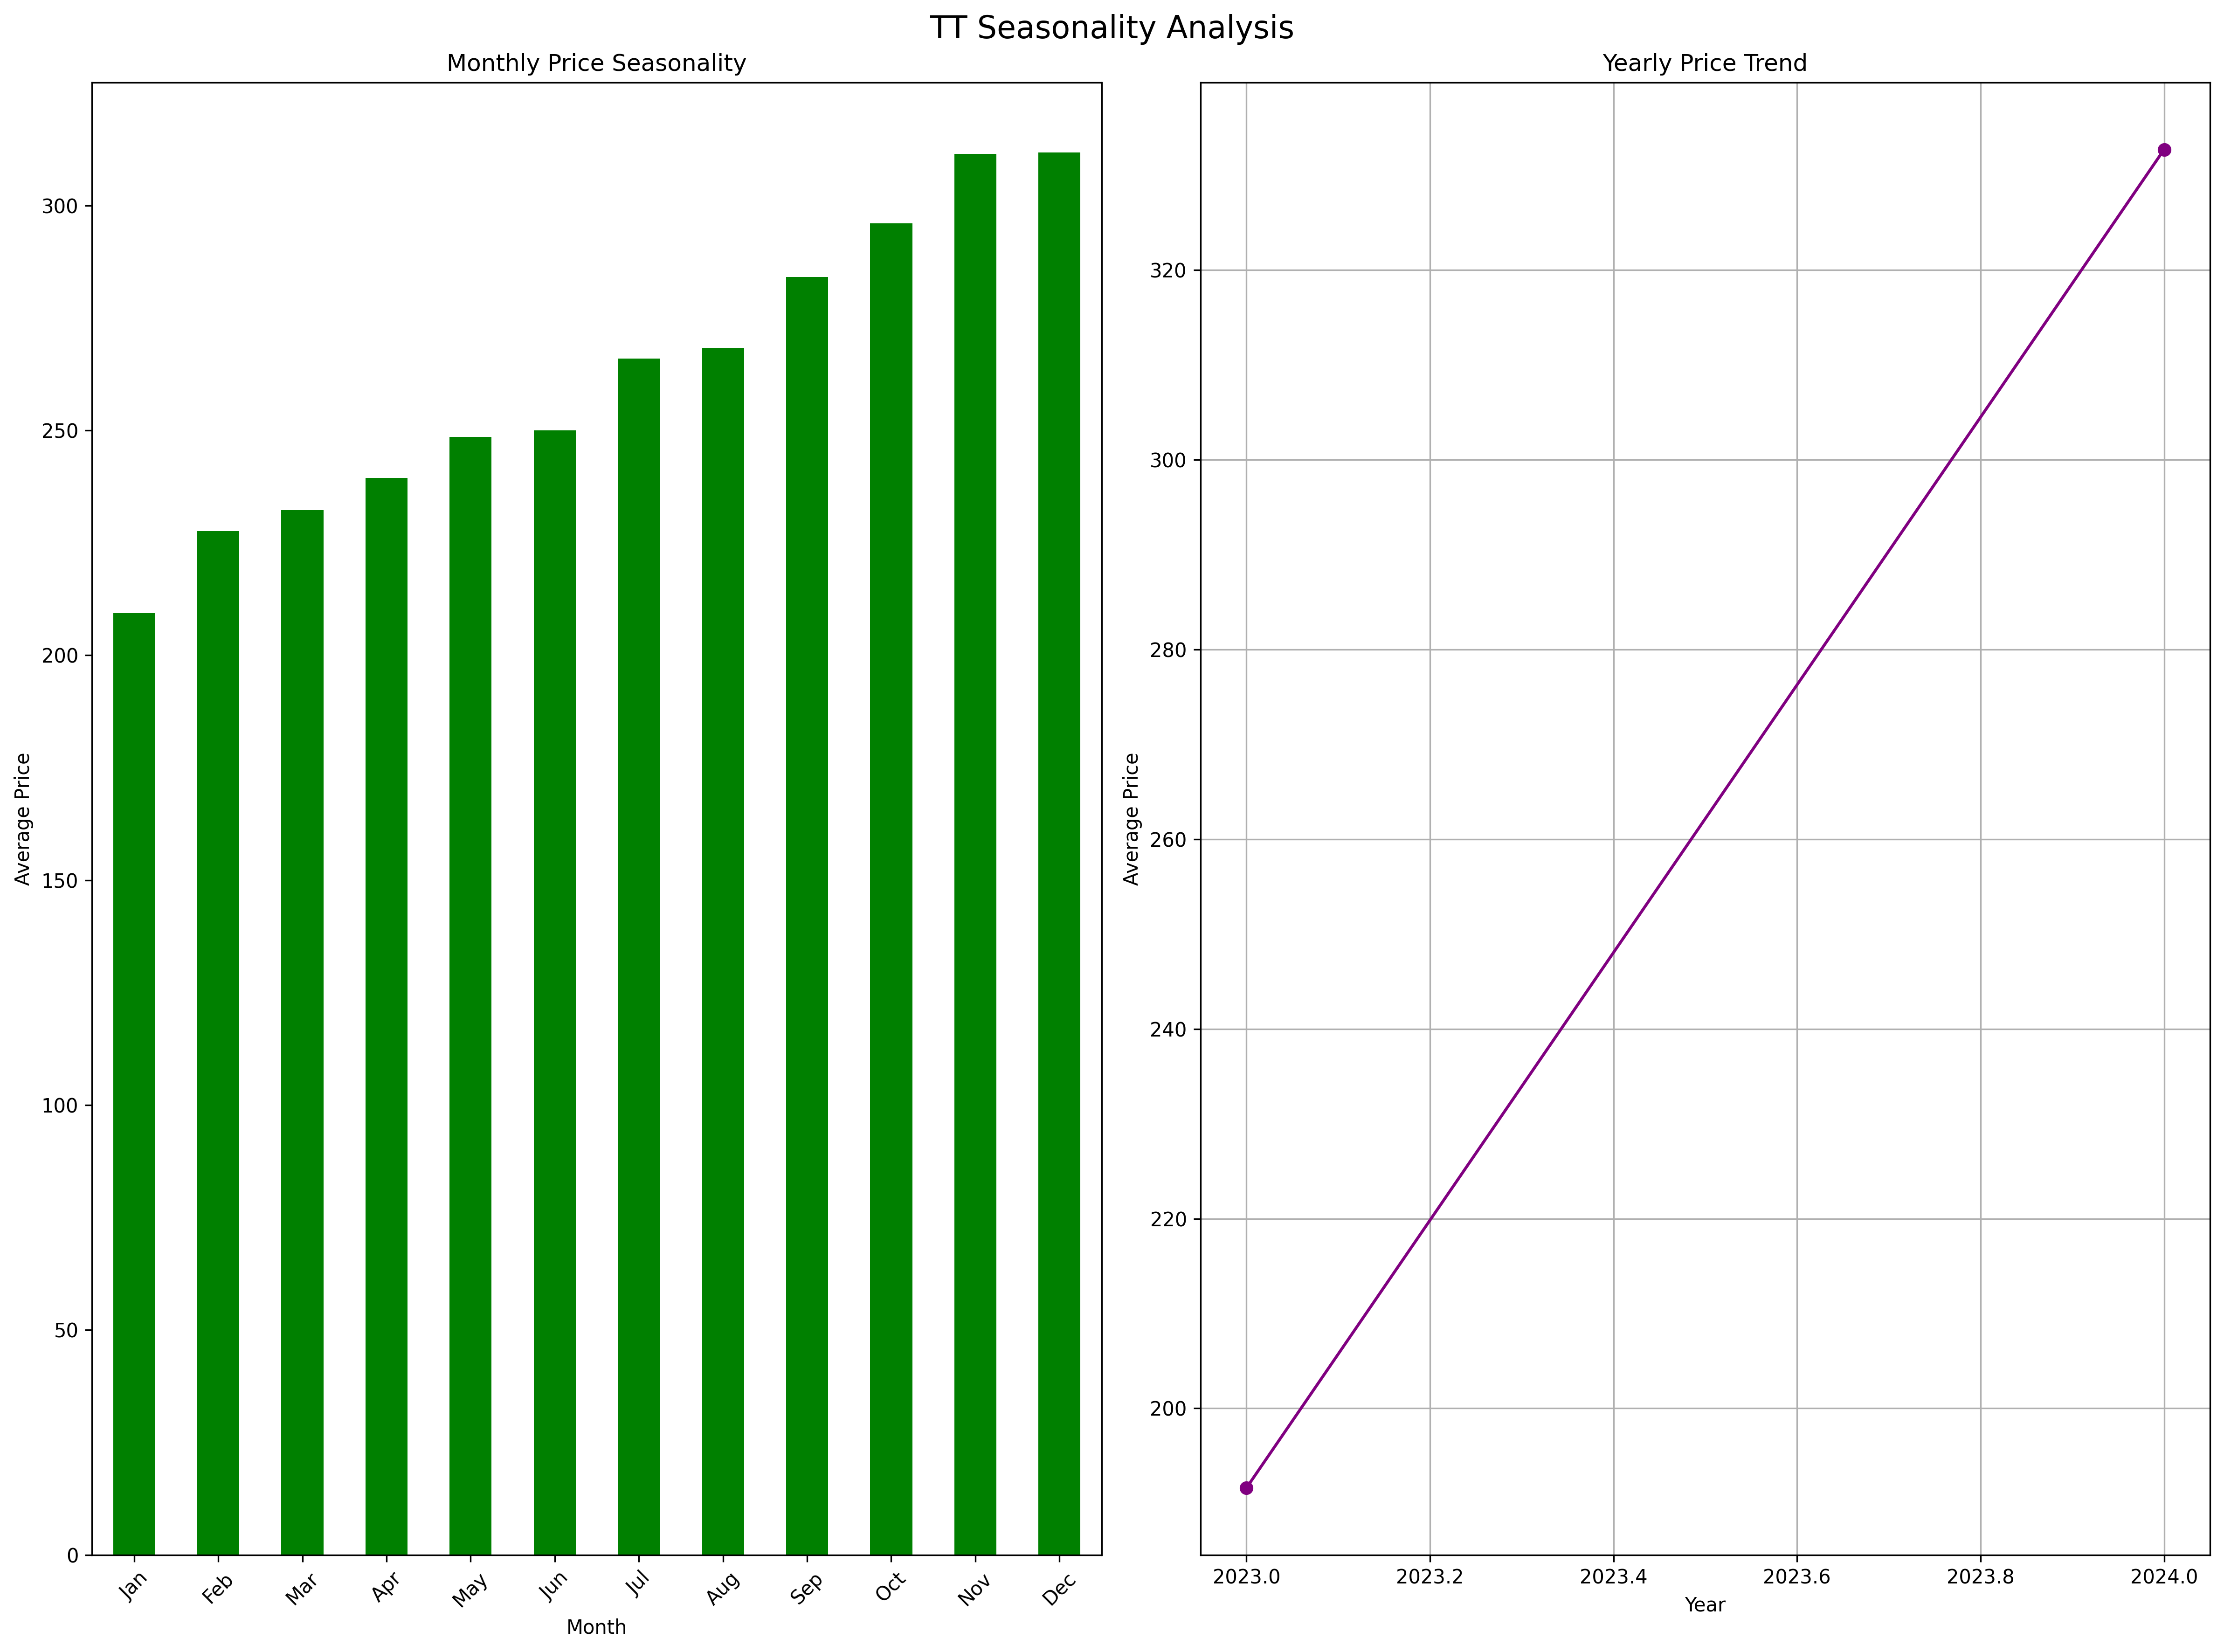 TT Seasonality Analysis
Monthly Price Seasonality
Average Price
300
250
200
150
100
50
0
Jan Feb Mar Apr May Jun Jul Aug Sep Oct Nov Dec
Month
Yearly Price Trend
Average Price
320
300
280
260
240
220
200
2023.0 2023.2 2023.4 2023.6 2023.8 2024.0
Year